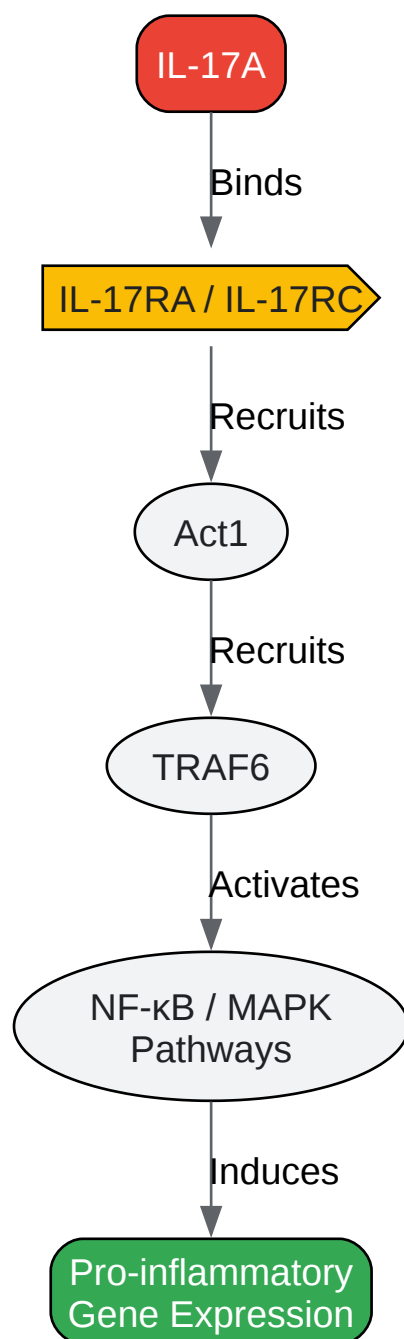 IL-17A
Binds
IL-17RA / IL-17RC
Recruits
Act1
Recruits
TRAF6
Activates
NF-κB / MAPK
Pathways
Induces
Pro-inflammatory
Gene Expression